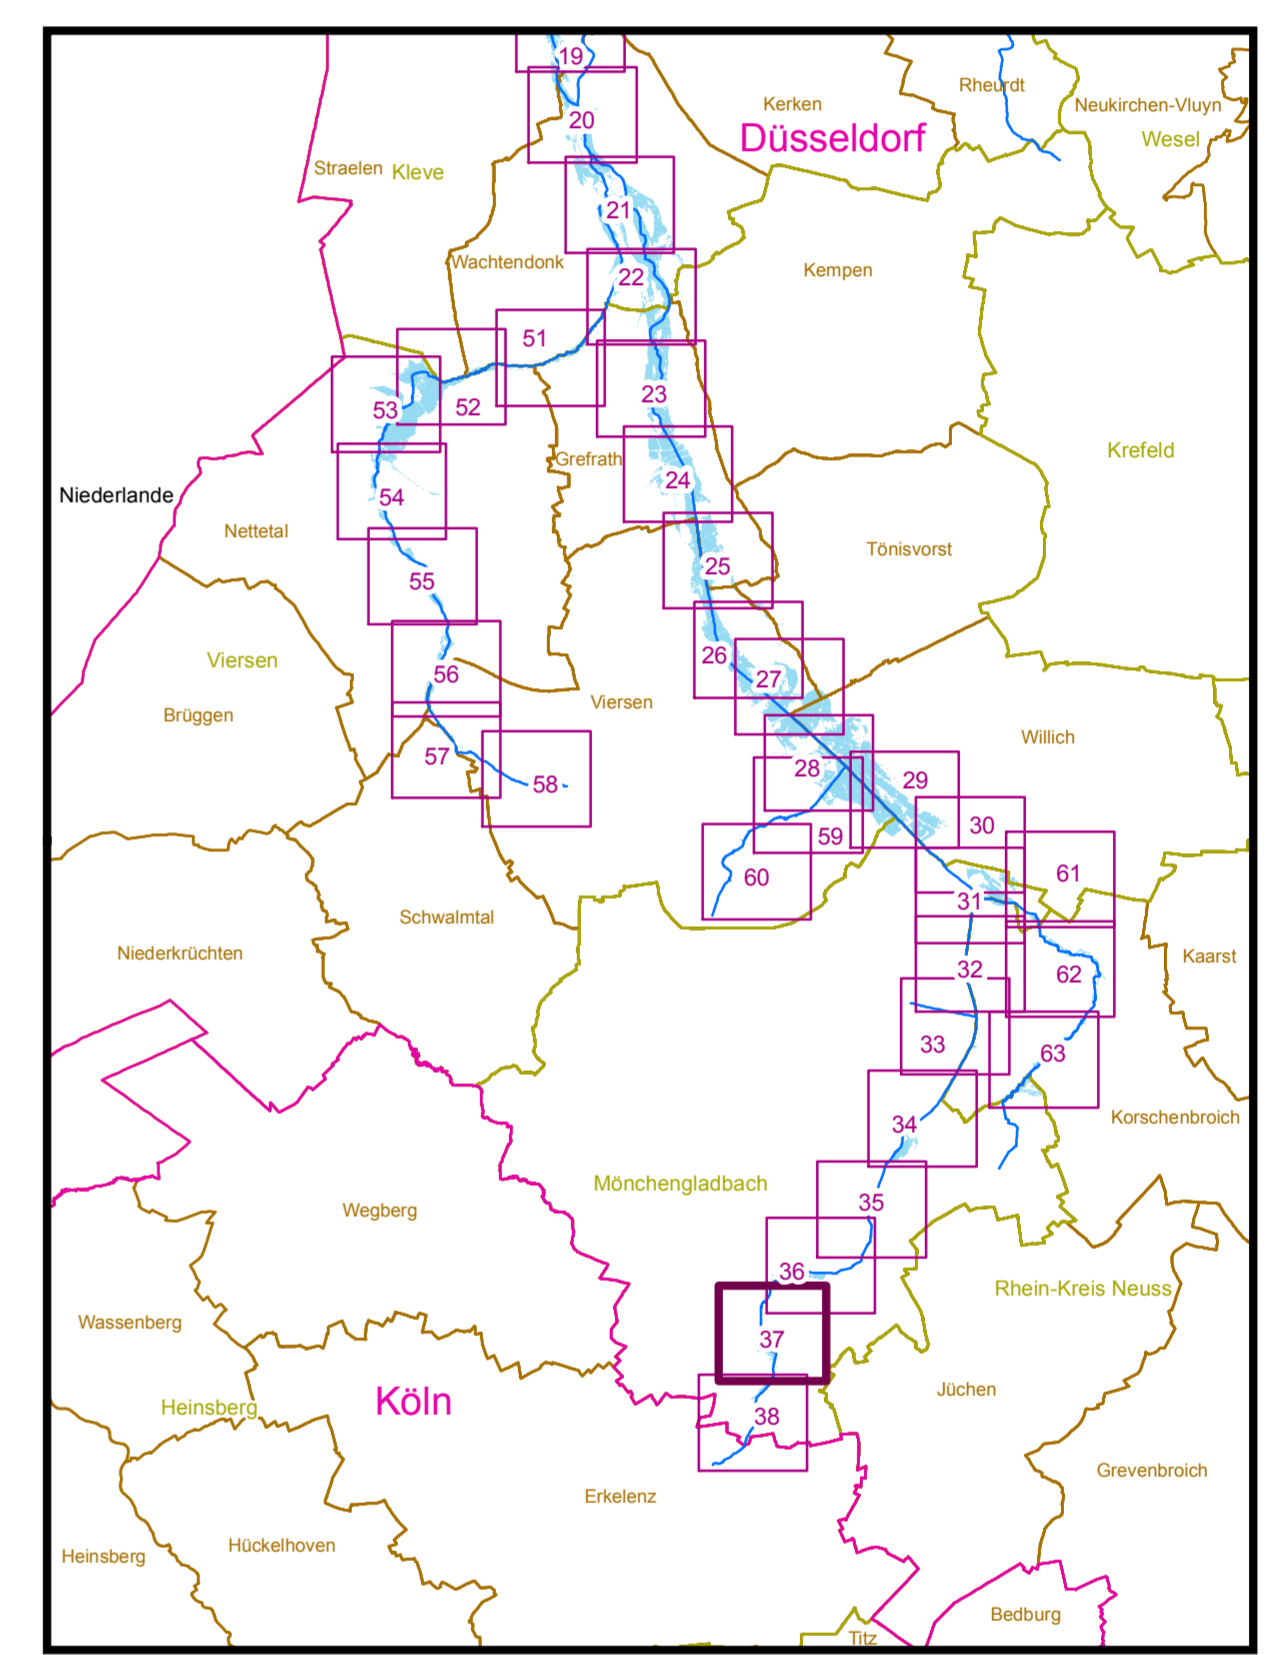 19
Rheurdt
Kerken
Neukirchen-Vluyn
20
Düsseldorf
Wesel
Straelen
Kleve
21
Wachtendonk
Kempen
22
51
23
53
52
Krefeld
Grefrath
24
Niederlande
54
Nettetal
Tönisvorst
25
55
26
Viersen
56
27
Viersen
Brüggen
Willich
57
28
29
58
30
59
61
60
31
Schwalmtal
Niederkrüchten
Kaarst
32
62
33
63
Korschenbroich
34
Mönchengladbach
35
Wegberg
36
Rhein-Kreis Neuss
Wassenberg
37
Jüchen
Heinsberg
Köln
38
Grevenbroich
Erkelenz
Hückelhoven
Heinsberg
Bedburg
Titz